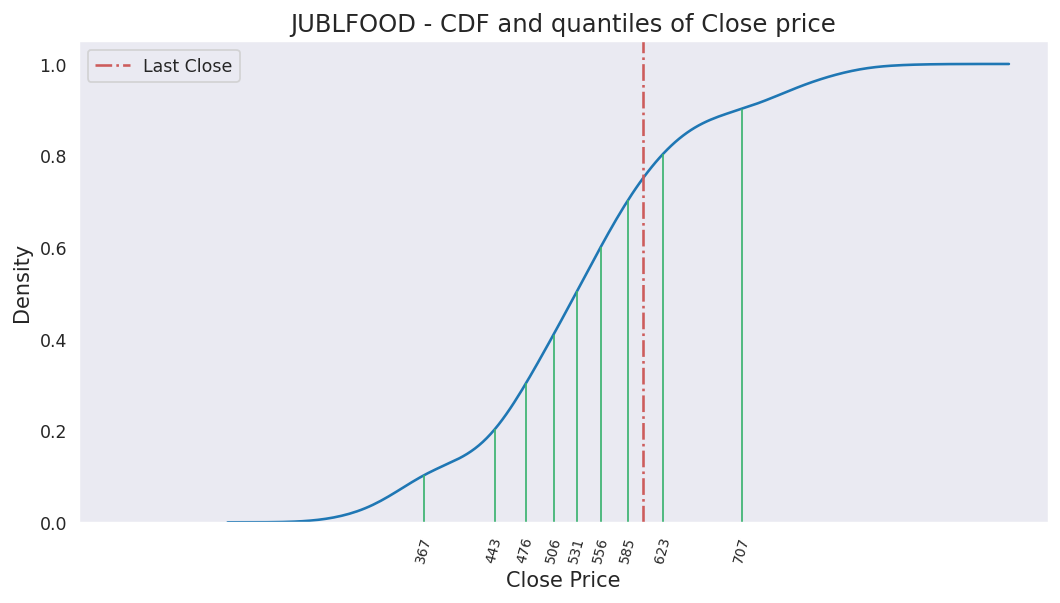 JUBLFOOD - CDF and quantiles of Close price
Last Close
1.0
0.8
0.6
0.4
0.2
0.0
Density
367 443 476 506 531 556 585 623 707
Close Price